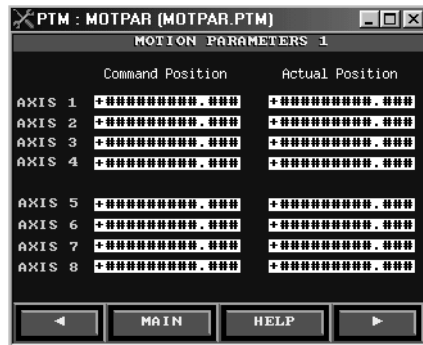 PTM : MOTPAR (MOTPAR.PTM)
MOTION PARAMETERS 1
Command Position Actual Position
AXIS 1 +#########.### +#########.###
AXIS 2 +#########.### +#########.###
AXIS 3 +#########.### +#########.###
AXIS 4 +#########.### +#########.###
AXIS 5 +#########.### +#########.###
AXIS 6 +#########.### +#########.###
AXIS 7 +#########.### +#########.###
AXIS 8 +#########.### +#########.###
MAIN HELP